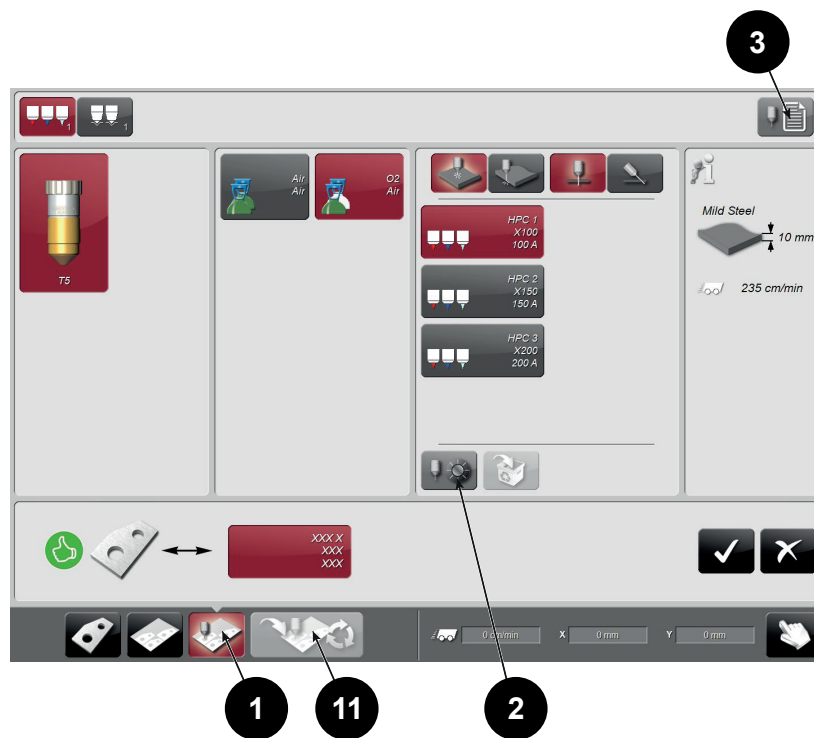 3
1
1
T5
Air
Air
O2
Air
HPC 1
X100
100 A
HPC 2
X150
150 A
HPC 3
X200
200 A
Mild Steel
10 mm
235 cm/min
XXX X
XXX
XXX
0 cm/min
X
0 mm
Y
0 mm
1
11
2